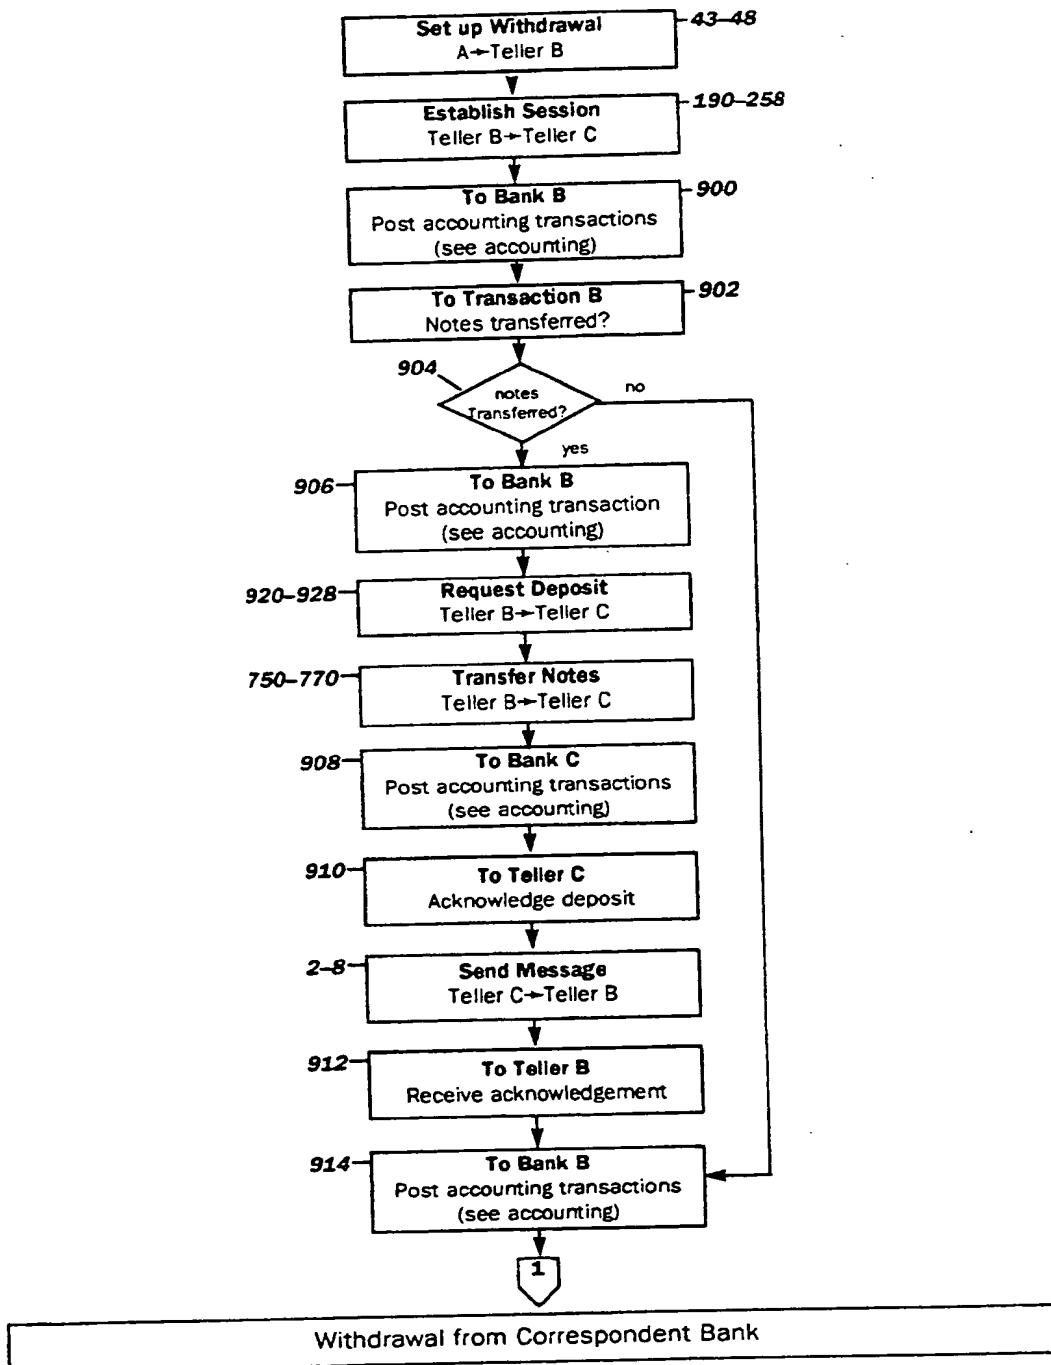 Set up Withdrawal
A→Teller B
43–48
Establish Session
Teller B→Teller C
190–258
To Bank B
Post accounting transactions
(see accounting)
900
To Transaction B
Notes transferred?
902
904
notes
Transferred?
no
yes
906
To Bank B
Post accounting transaction
(see accounting)
920–928
Request Deposit
Teller B→Teller C
750–770
Transfer Notes
Teller B→Teller C
908
To Bank C
Post accounting transactions
(see accounting)
910
To Teller C
Acknowledge deposit
2–8
Send Message
Teller C→Teller B
912
To Teller B
Receive acknowledgement
914
To Bank B
Post accounting transactions
(see accounting)
1
Withdrawal from Correspondent Bank